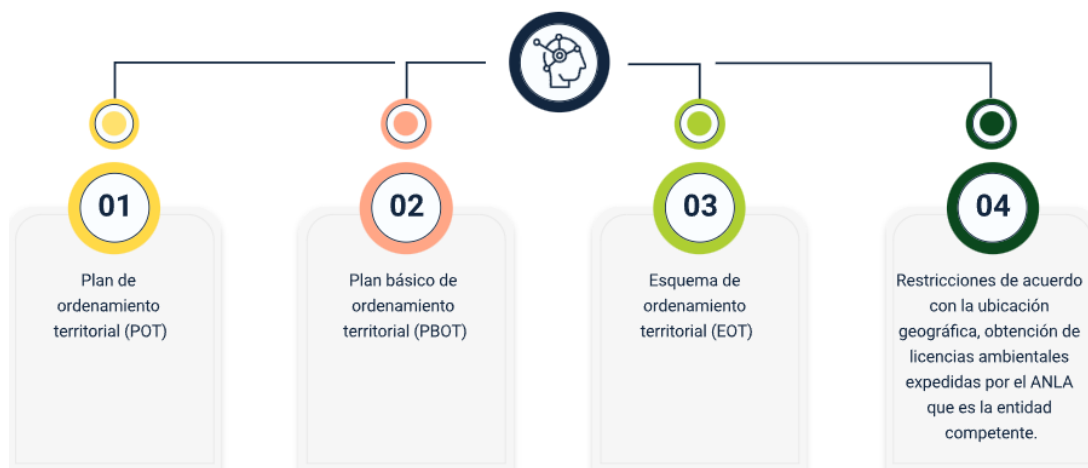 01
Plan de
ordenamiento
territorial (POT)
02
Plan básico de
ordenamiento
territorial (PBOT)
03
Esquema de
ordenamiento
territorial (EOT)
04
Restricciones de acuerdo
con la ubicación
geográfica, obtención de
licencias ambientales
expedidas por el ANLA
que es la entidad
competente.